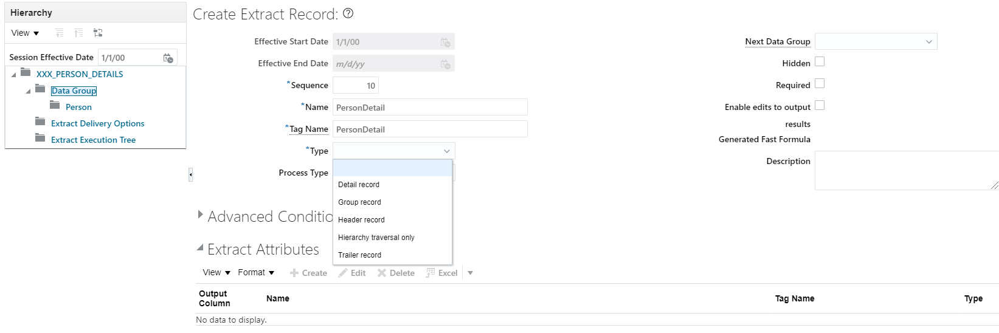 Hierarchy
View
Session Effective Date 1/1/00
XXX_PERSON_DETAILS
Data Group
Person
Extract Delivery Options
Extract Execution Tree
Create Extract Record:
Effective Start Date 1/1/00
Effective End Date m/d/yy
*Sequence 10
*Name PersonDetail
*Tag Name PersonDetail
*Type
Process Type
Detail record
Group record
Header record
Hierarchy traversal only
Trailer record
Next Data Group
Hidden
Required
Enable edits to output
results
Generated Fast Formula
Description
Advanced Conditio
Extract Attributes
View Format Create Edit Delete Excel
Output
Column Name Tag Name Type
No data to display.